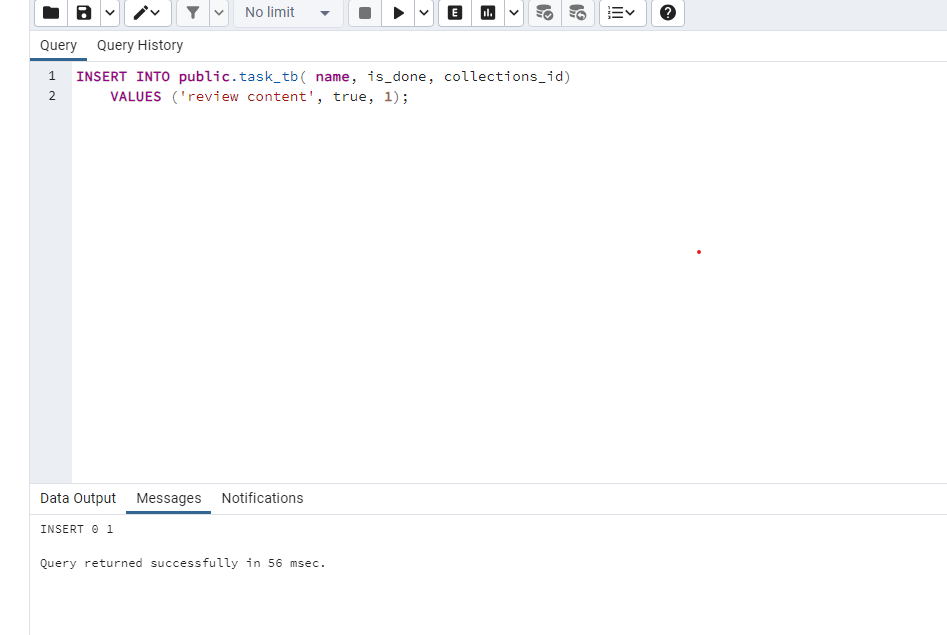 No limit
E
Query Query History
1 INSERT INTO public.task_tb( name, is_done, collections_id)
2 VALUES ('review content', true, 1);
Data Output Messages Notifications
INSERT 0 1
Query returned successfully in 56 msec.